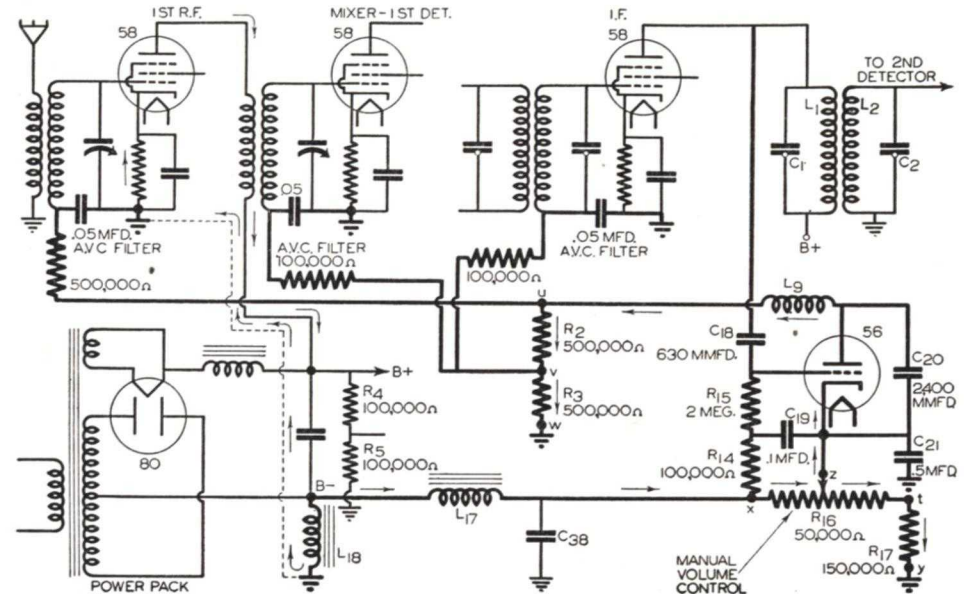 1ST R.F.
MIXER-1ST DET.
I.F.
58
58
58
TO 2ND
DETECTOR
L1
L2
C1
C2
B+
.05 MFD.
A.V.C. FILTER
.05
A.V.C. FILTER
100,000Ω
.05 MFD.
A.V.C. FILTER
500,000Ω
100,000Ω
u
L9
R2
500,000Ω
C18
630 MMFD.
56
C20
2,400
MMFD.
B+
v
R4
100,000Ω
R3
500,000Ω
R15
2 MEG.
w
C19
.1 MFD.
C21
.5MFD
80
R5
100,000Ω
R14
100,000Ω
z
B-
L17
x
t
R16
50,000Ω
L18
C38
R17
150,000Ω
y
MANUAL
VOLUME
CONTROL
POWER PACK